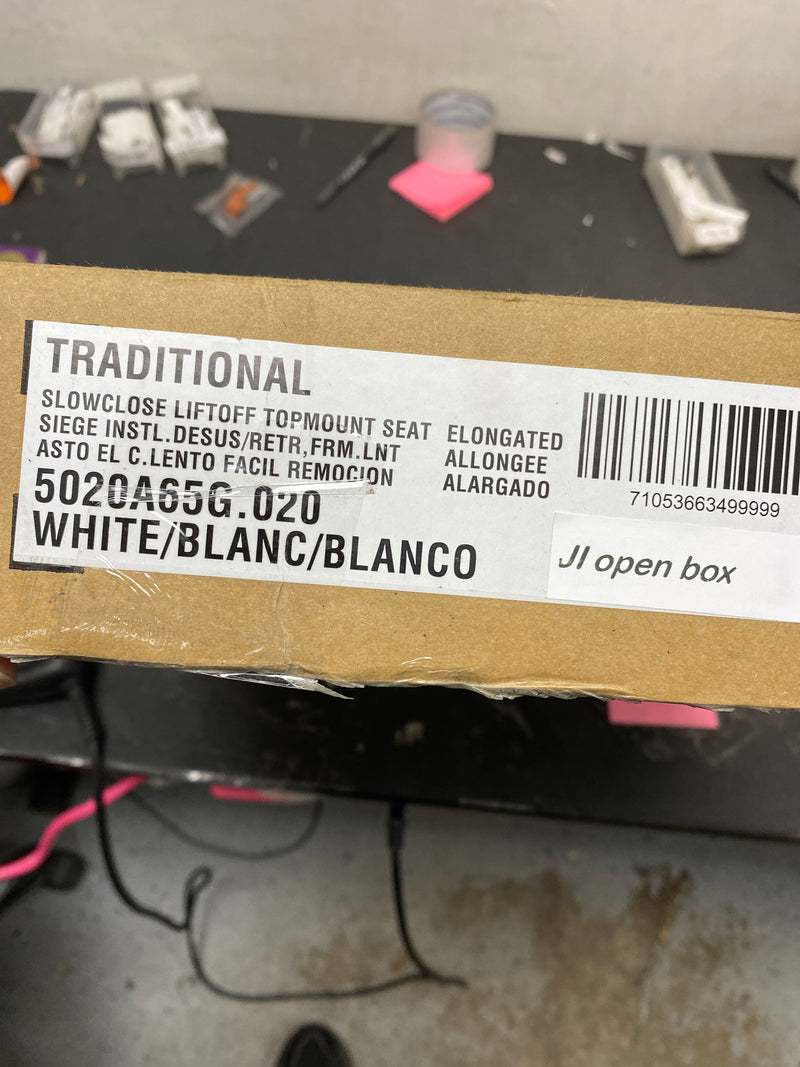 TRADITIONAL
SLOWCLOSE LIFTOFF TOPMOUNT SEAT ELONGATED
SIEGE INSTL.DESUS/RETR,FRM.LNT ALLONGEE
ASTO EL C.LENTO FACIL REMOCION ALARGADO
5020A65G.020
WHITE/BLANC/BLANCO
71053663499999
JI open box